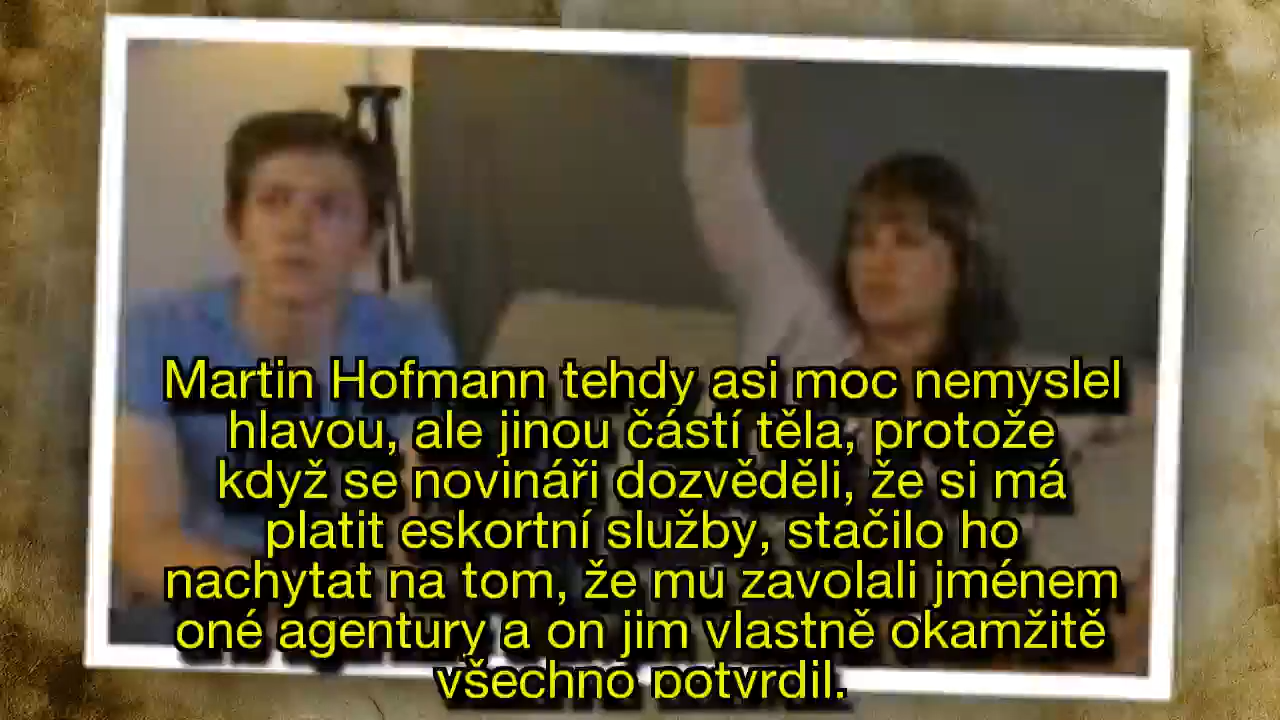 Martin Hofmann tehdy asi moc nemyslel
hlavou, ale jinou částí těla, protože
když se novináři dozvěděli, že si má
platit eskortní služby, stačilo ho
nachytat na tom, že mu zavolali jménem
oné agentury a on jim vlastně okamžitě
všechno potvrdil.